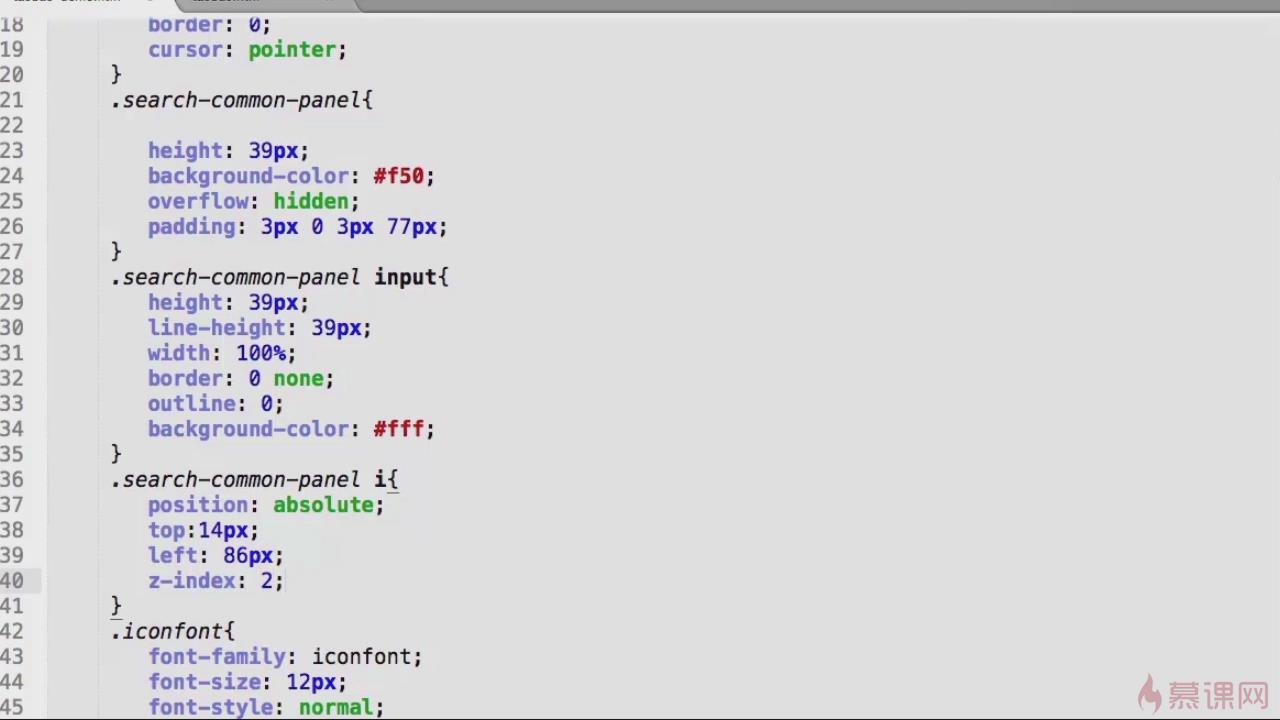 18 border: 0;
19 cursor: pointer;
20 }
21 .search-common-panel{
22
23 height: 39px;
24 background-color: #f50;
25 overflow: hidden;
26 padding: 3px 0 3px 77px;
27 }
28 .search-common-panel input{
29 height: 39px;
30 line-height: 39px;
31 width: 100%;
32 border: 0 none;
33 outline: 0;
34 background-color: #fff;
35 }
36 .search-common-panel i{
37 position: absolute;
38 top:14px;
39 left: 86px;
40 z-index: 2;
41 }
42 .iconfont{
43 font-family: iconfont;
44 font-size: 12px;
45 font-style: normal;
慕课网